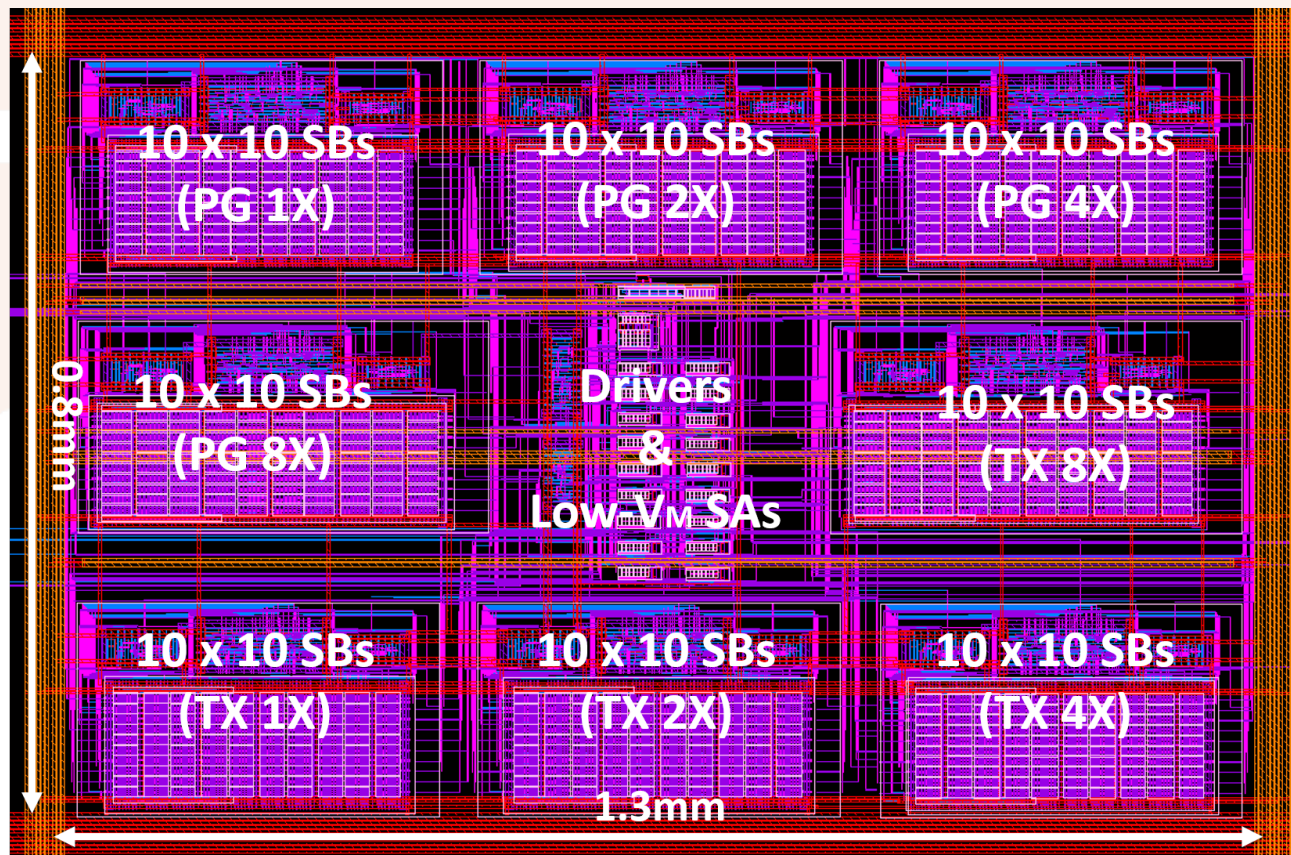 10 x 10 SBs
(PG 1X)
10 x 10 SBs
(PG 2X)
10 x 10 SBs
(PG 4X)
10 x 10 SBs
(PG 8X)
Drivers
&
Low-VM SAs
10 x 10 SBs
(TX 8X)
0.8mm
10 x 10 SBs
(TX 1X)
10 x 10 SBs
(TX 2X)
10 x 10 SBs
(TX 4X)
1.3mm